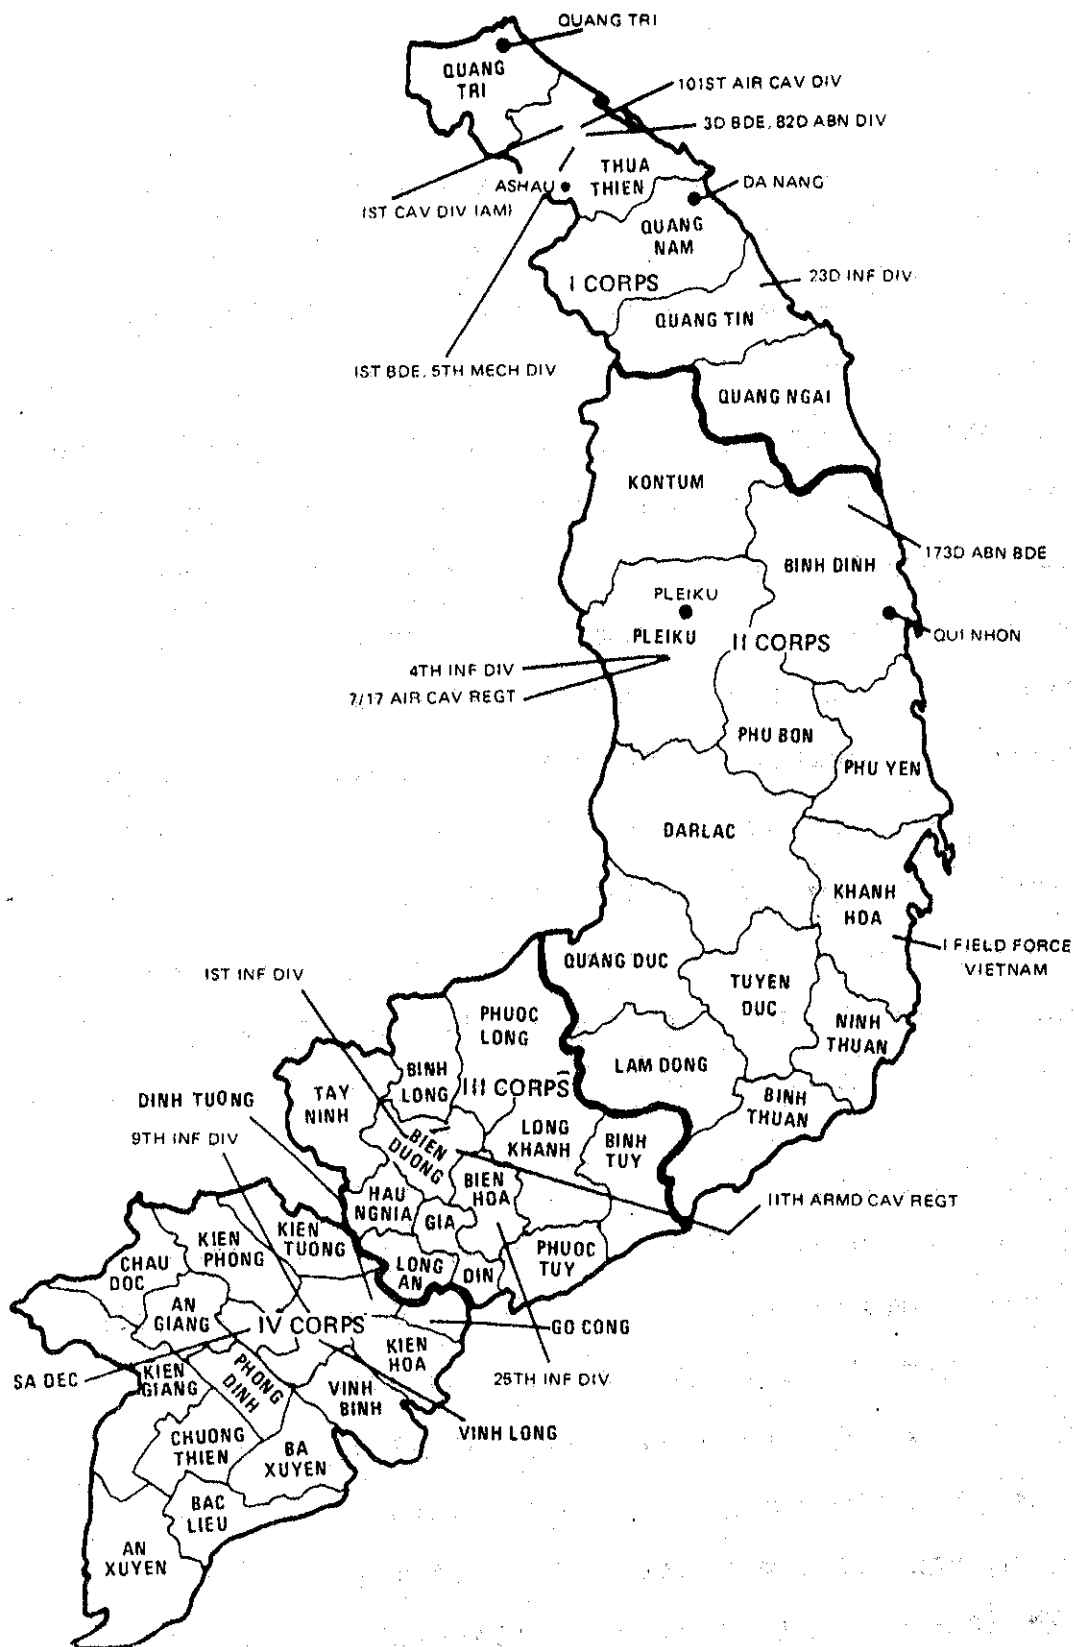 QUANG TRI
QUANG
TRI
101ST AIR CAV DIV
3D BDE, 82D ABN DIV
THUA
THIEN
ASHAU
1ST CAV DIV (AM)
DA NANG
QUANG
NAM
I CORPS
23D INF DIV
QUANG TIN
1ST BDE, 5TH MECH DIV
QUANG NGAI
KONTUM
173D ABN BDE
BINH DINH
PLEIKU
PLEIKU
QUI NHON
II CORPS
4TH INF DIV
7/17 AIR CAV REGT
PHU BON
PHU YEN
DARLAC
KHANH
HOA
I FIELD FORCE
VIETNAM
QUANG DUC
1ST INF DIV
TUYEN
DUC
PHUOC
LONG
NINH
THUAN
LAM DONG
BINH
LONG
III CORPS
TAY
NINH
BINH
THUAN
DINH TUONG
9TH INF DIV
LONG
KHANH
BINH
TUY
BIEN
DUONG
BIEN
HOA
HAU
NGNIA
11TH ARMD CAV REGT
GIA
KIEN
PHONG
KIEN
TUONG
PHUOC
TUY
CHAU
DOC
LONG
AN
DIN
AN
GIANG
IV CORPS
GO CONG
KIEN
HOA
SA DEC
KIEN
GIANG
PHONG
DINH
25TH INF DIV
VINH
BINH
VINH LONG
CHUONG
THIEN
BA
XUYEN
BAC
LIEU
AN
XUYEN